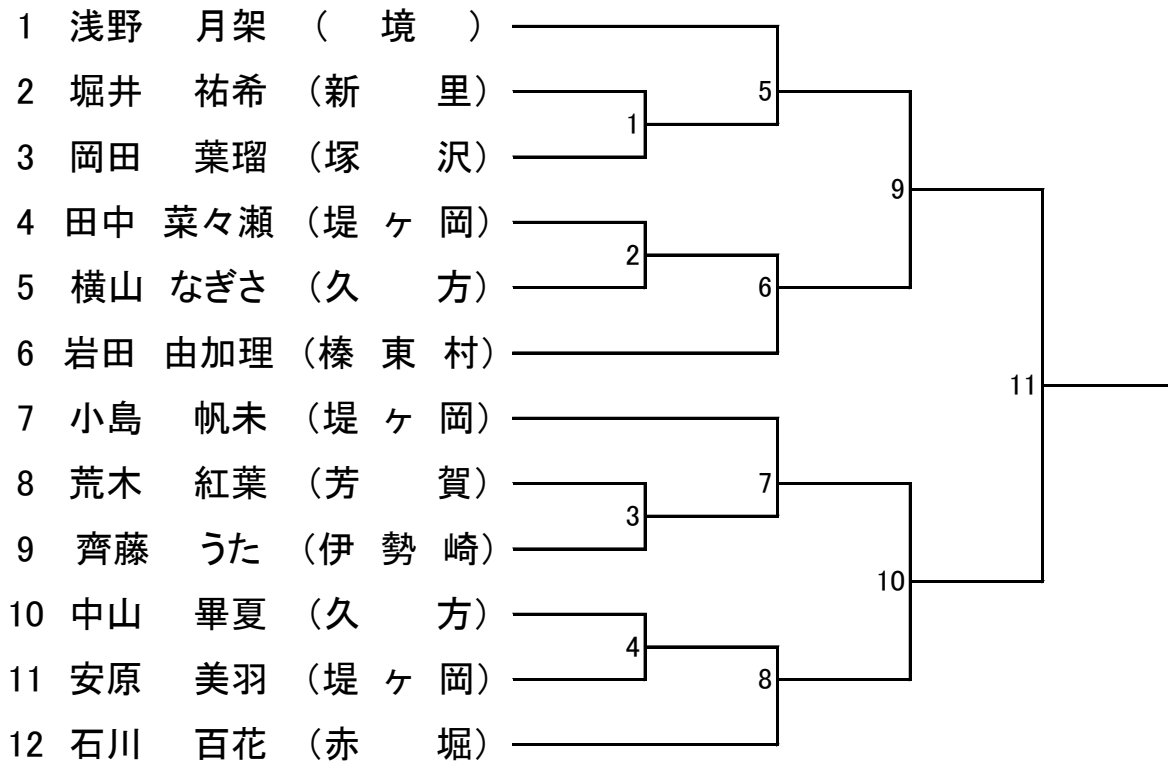 1 浅野 月架 ( 境 )
2 堀井 祐希 (新 里)
3 岡田 葉瑠 (塚 沢)
4 田中 菜々瀬 (堤 ヶ 岡)
5 横山 なぎさ (久 方)
6 岩田 由加理 (榛 東 村)
7 小島 帆未 (堤 ヶ 岡)
8 荒木 紅葉 (芳 賀)
9 齊藤 うた (伊 勢 崎)
10 中山 畢夏 (久 方)
11 安原 美羽 (堤 ヶ 岡)
12 石川 百花 (赤 堀)
1
2
3
4
5
6
7
8
9
10
11